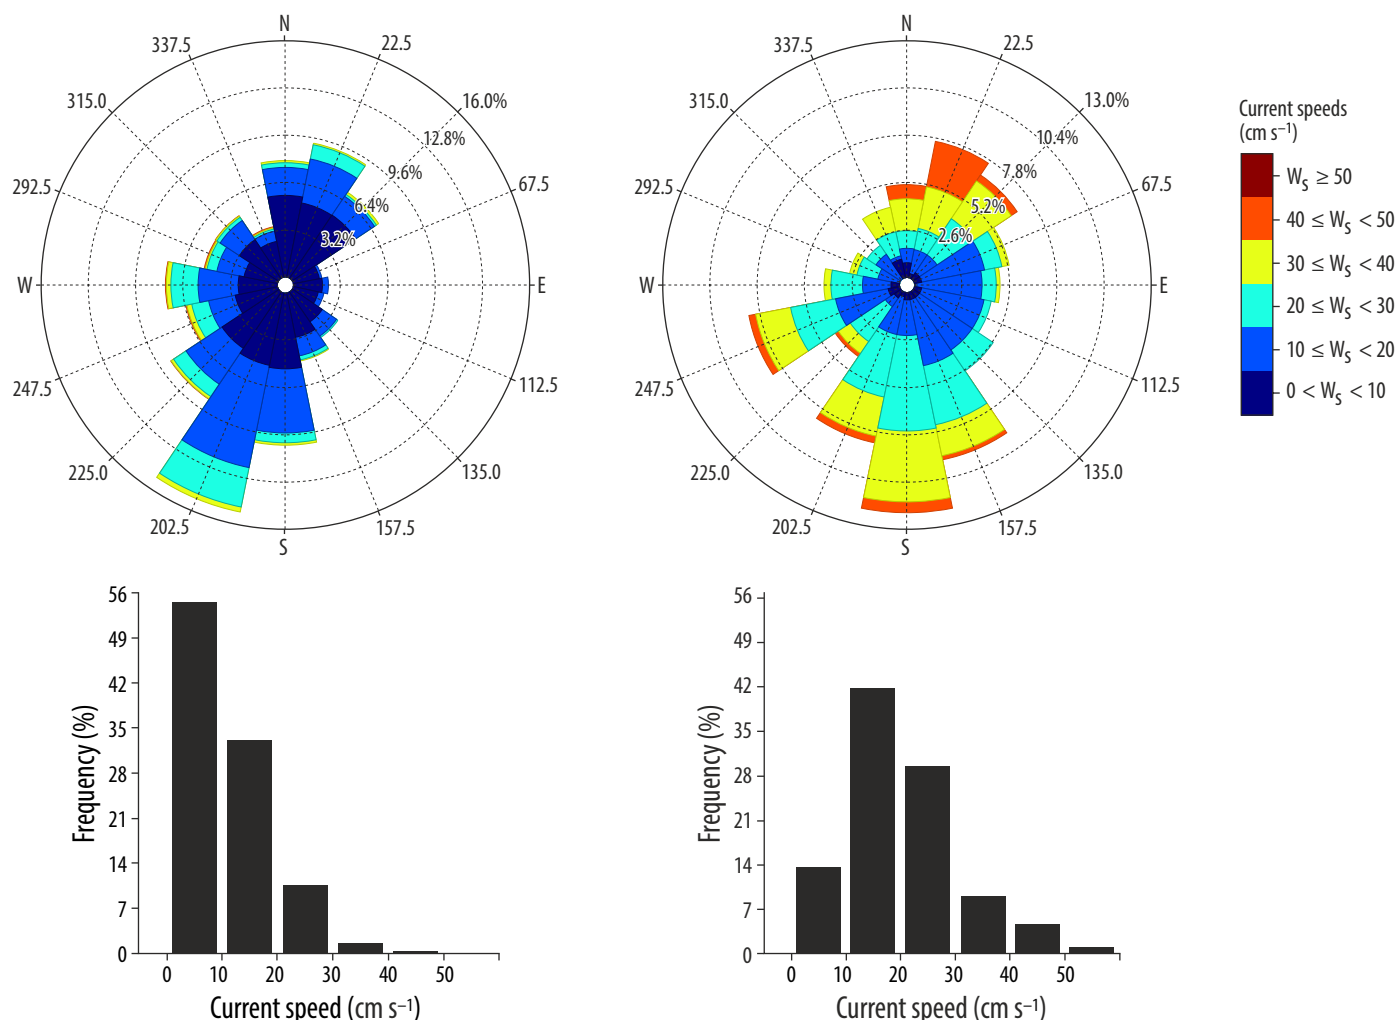 N
22.5
16.0%
12.8%
9.6%
6.4%
3.2%
67.5
E
112.5
135.0
157.5
S
202.5
225.0
247.5
W
292.5
315.0
337.5
N
22.5
13.0%
10.4%
7.8%
5.2%
2.6%
67.5
E
112.5
135.0
157.5
S
202.5
225.0
247.5
W
292.5
315.0
337.5
Current speeds
(cm s⁻¹)
Wₛ ≥ 50
40 ≤ Wₛ < 50
30 ≤ Wₛ < 40
20 ≤ Wₛ < 30
10 ≤ Wₛ < 20
0 < Wₛ < 10
Frequency (%)
56
49
42
35
28
21
14
7
0
0 10 20 30 40 50
Current speed (cm s⁻¹)
Frequency (%)
56
49
42
35
28
21
14
7
0
0 10 20 30 40 50
Current speed (cm s⁻¹)